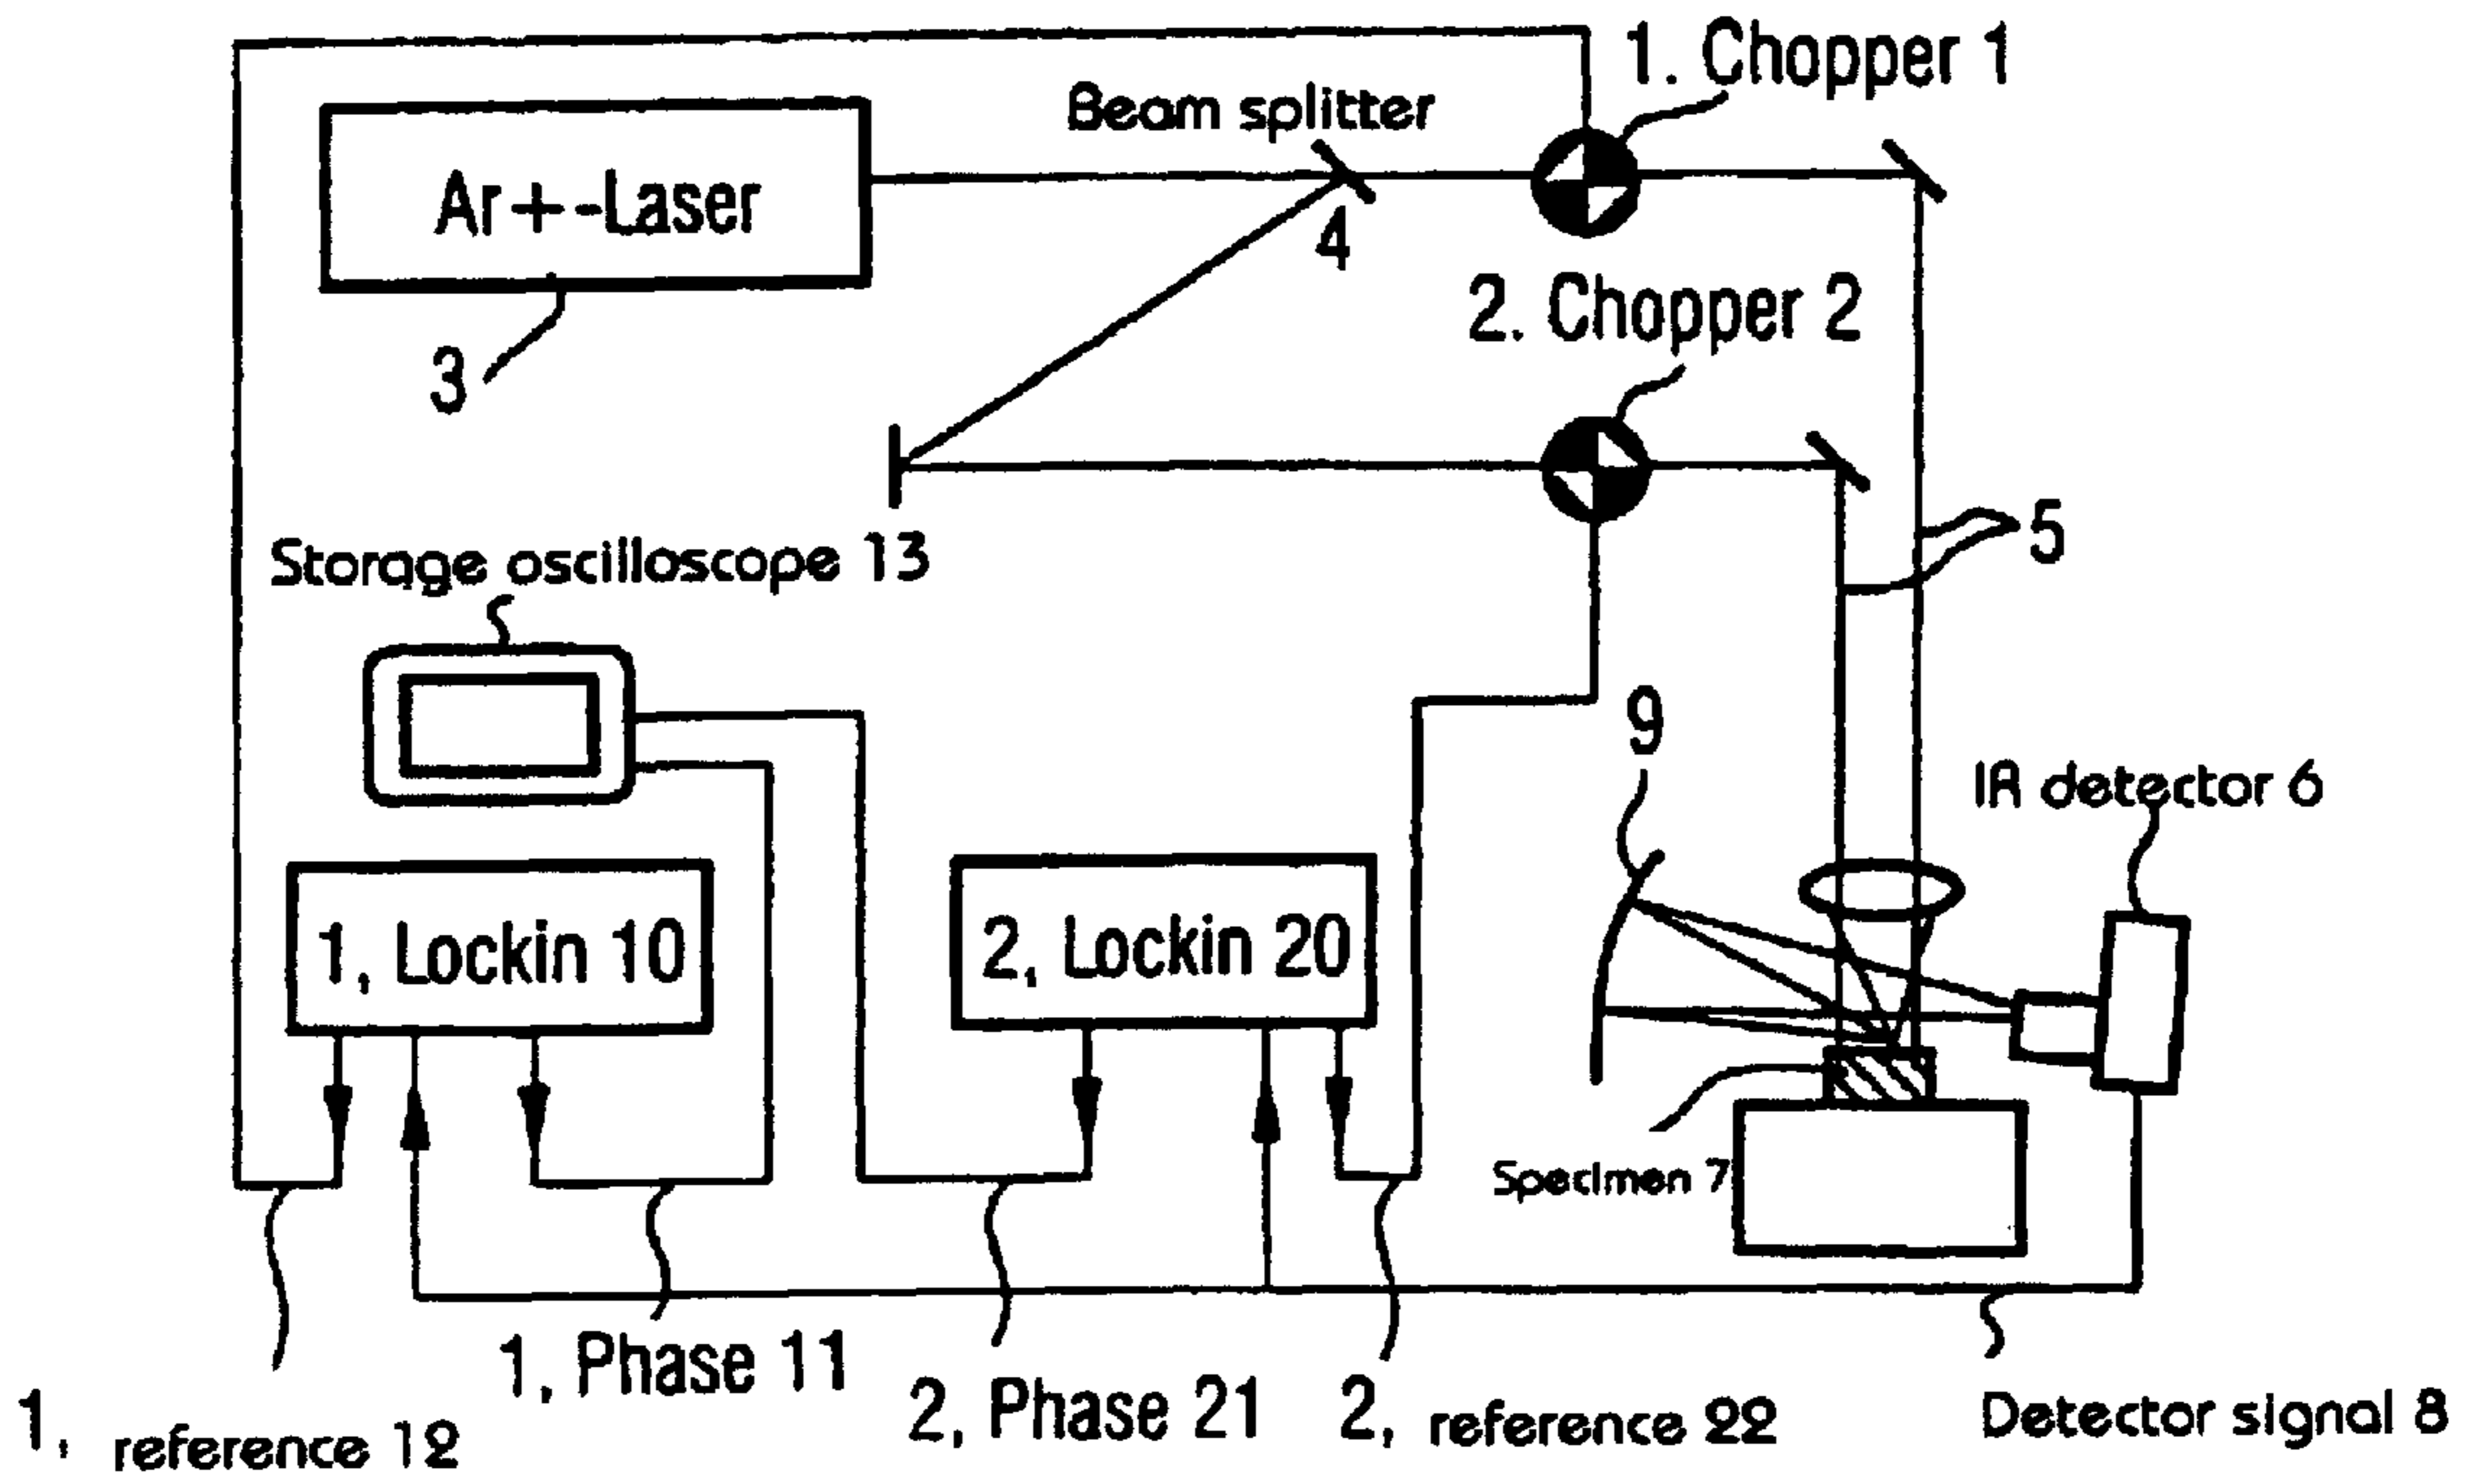 1. Chopper 1
Beam splitter
Ar+-Laser
4
2. Chopper 2
3
5
Storage oscilloscope 13
9
IR detector 6
1, Lockin 10
2, Lockin 20
Specimen 7
1, Phase 11
2, Phase 21
2, reference 22
Detector signal 8
1, reference 12